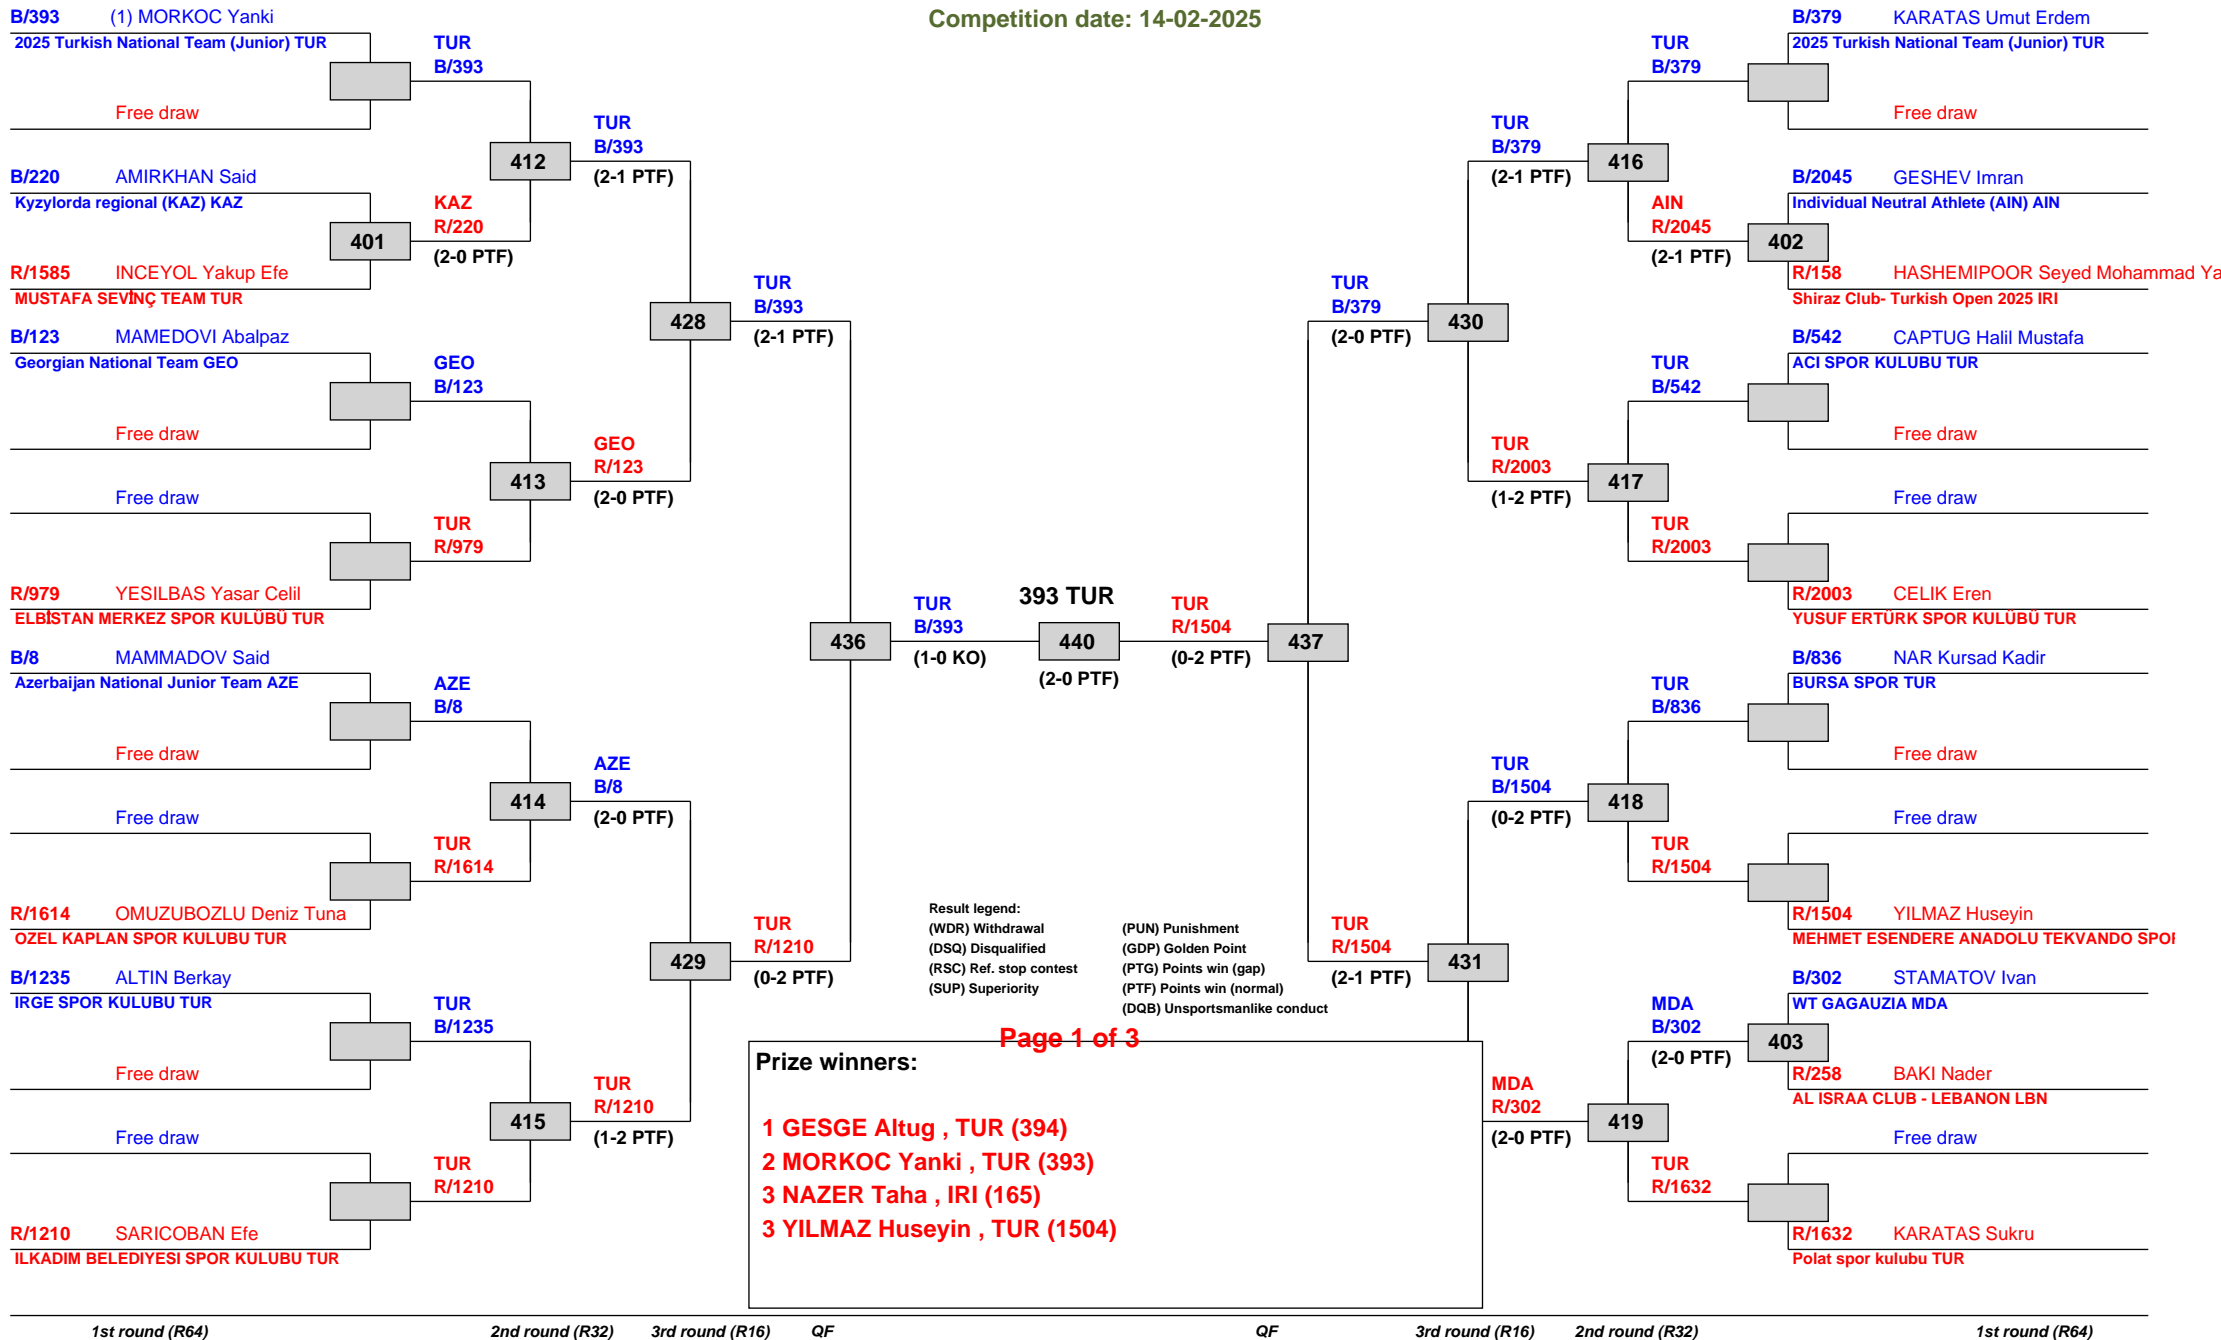 Competition date: 14-02-2025
B/393 (1) MORKOC Yanki
2025 Turkish National Team (Junior) TUR
Free draw
B/220 AMIRKHAN Said
Kyzylorda regional (KAZ) KAZ
401
R/1585 INCEYOL Yakup Efe
MUSTAFA SEVİNÇ TEAM TUR
B/123 MAMEDOVI Abalpaz
Georgian National Team GEO
Free draw
Free draw
R/979 YESILBAS Yasar Celil
ELBİSTAN MERKEZ SPOR KULÜBÜ TUR
B/8 MAMMADOV Said
Azerbaijan National Junior Team AZE
Free draw
Free draw
R/1614 OMUZUBOZLU Deniz Tuna
OZEL KAPLAN SPOR KULUBU TUR
B/1235 ALTIN Berkay
IRGE SPOR KULUBU TUR
Free draw
Free draw
R/1210 SARICOBAN Efe
ILKADIM BELEDIYESI SPOR KULUBU TUR
TUR
B/393
412
KAZ
R/220
(2-0 PTF)
GEO
B/123
413
TUR
R/979
AZE
B/8
414
TUR
R/1614
TUR
B/1235
415
TUR
R/1210
TUR
B/393
(2-1 PTF)
428
GEO
R/123
(2-0 PTF)
AZE
B/8
(2-0 PTF)
429
TUR
R/1210
(1-2 PTF)
TUR
B/393
(2-1 PTF)
436
TUR
R/1210
(0-2 PTF)
TUR
B/393
(1-0 KO)
393 TUR
440
(2-0 PTF)
TUR
R/1504
(0-2 PTF)
437
TUR
B/379
(2-0 PTF)
TUR
R/1504
(2-1 PTF)
TUR
B/379
(2-1 PTF)
430
TUR
R/2003
(1-2 PTF)
TUR
B/1504
(0-2 PTF)
431
MDA
R/302
(2-0 PTF)
TUR
B/379
416
AIN
R/2045
(2-1 PTF)
TUR
B/542
417
TUR
R/2003
TUR
B/836
418
TUR
R/1504
MDA
B/302
(2-0 PTF)
419
TUR
R/1632
B/379 KARATAS Umut Erdem
2025 Turkish National Team (Junior) TUR
Free draw
B/2045 GESHEV Imran
Individual Neutral Athlete (AIN) AIN
402
R/158 HASHEMIPOOR Seyed Mohammad Ya
Shiraz Club- Turkish Open 2025 IRI
B/542 CAPTUG Halil Mustafa
ACI SPOR KULUBU TUR
Free draw
Free draw
R/2003 CELIK Eren
YUSUF ERTÜRK SPOR KULÜBÜ TUR
B/836 NAR Kursad Kadir
BURSA SPOR TUR
Free draw
Free draw
R/1504 YILMAZ Huseyin
MEHMET ESENDERE ANADOLU TEKVANDO SPOR
B/302 STAMATOV Ivan
WT GAGAUZIA MDA
403
R/258 BAKI Nader
AL ISRAA CLUB - LEBANON LBN
Free draw
R/1632 KARATAS Sukru
Polat spor kulubu TUR
Result legend:
(WDR) Withdrawal (PUN) Punishment
(DSQ) Disqualified (GDP) Golden Point
(RSC) Ref. stop contest (PTG) Points win (gap)
(SUP) Superiority (PTF) Points win (normal)
(DQB) Unsportsmanlike conduct
Page 1 of 3
Prize winners:
1 GESGE Altug , TUR (394)
2 MORKOC Yanki , TUR (393)
3 NAZER Taha , IRI (165)
3 YILMAZ Huseyin , TUR (1504)
1st round (R64) 2nd round (R32) 3rd round (R16) QF QF 3rd round (R16) 2nd round (R32) 1st round (R64)